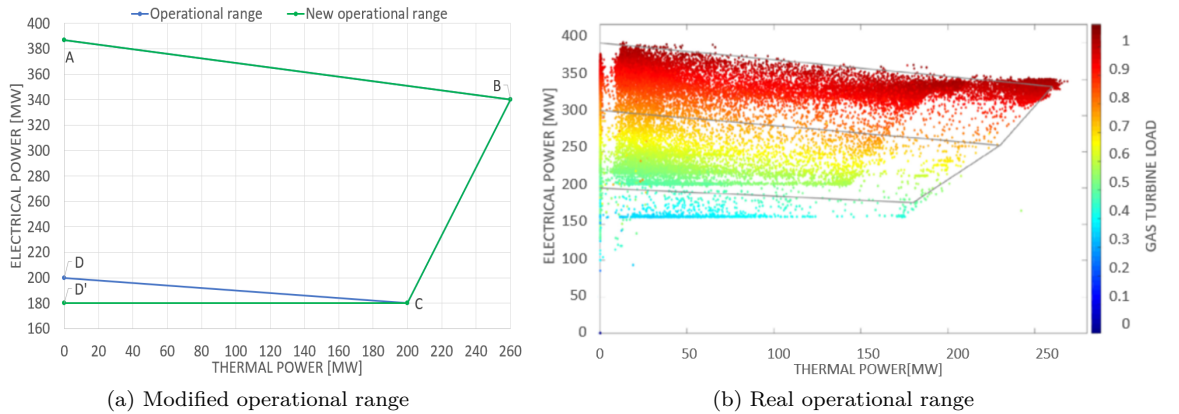 Operational range
New operational range
400
380
360
340
320
300
280
260
240
220
200
180
160
ELECTRICAL POWER [MW]
A
B
D
D'
C
0 20 40 60 80 100 120 140 160 180 200 220 240 260
THERMAL POWER [MW]
(a) Modified operational range
400
350
300
250
200
150
100
50
0
ELECTRICAL POWER [MW]
0 50 100 150 200 250
THERMAL POWER[MW]
1
0.9
0.8
0.7
0.6
0.5
0.4
0.3
0.2
0.1
0
GAS TURBINE LOAD
(b) Real operational range